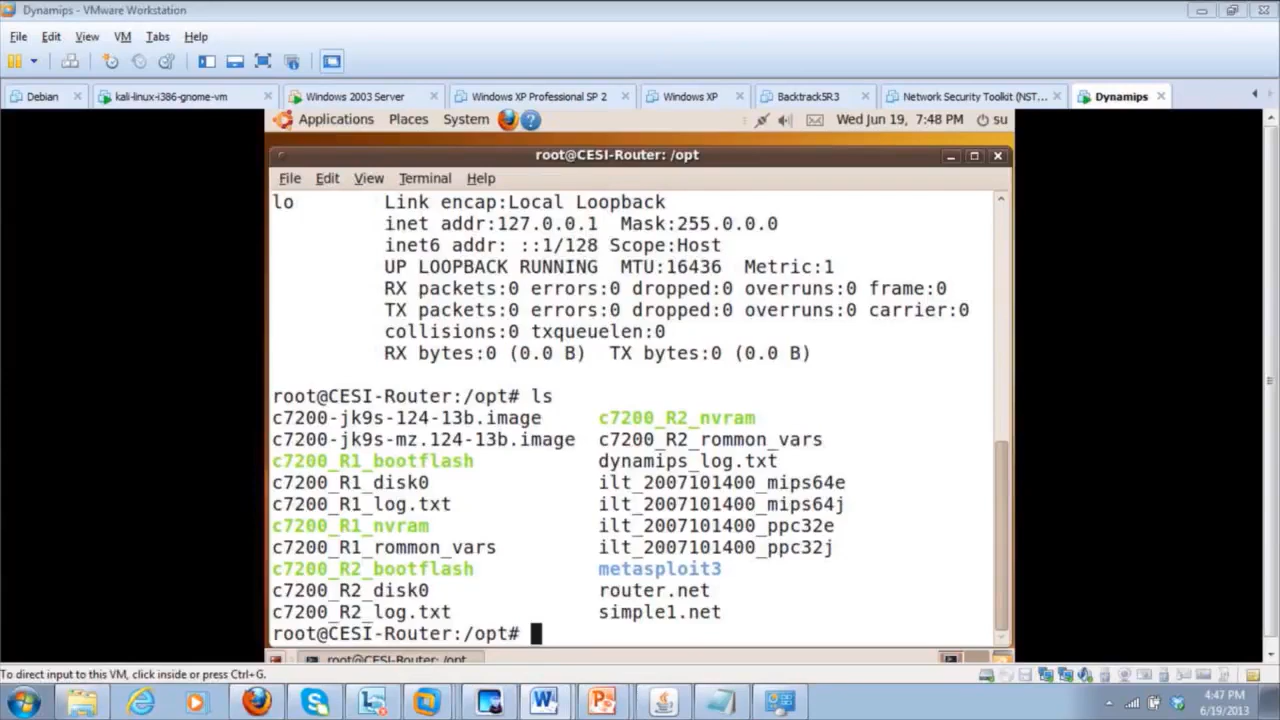 Dynamips - VMware Workstation
File Edit View VM Tabs Help
Debian kali-linux-i386-gnome-vm Windows 2003 Server Windows XP Professional SP 2 Windows XP Backtrack5R3 Network Security Toolkit (NST... Dynamips
Applications Places System Wed Jun 19, 7:48 PM su
root@CESI-Router: /opt
File Edit View Terminal Help
lo Link encap:Local Loopback
inet addr:127.0.0.1 Mask:255.0.0.0
inet6 addr: ::1/128 Scope:Host
UP LOOPBACK RUNNING MTU:16436 Metric:1
RX packets:0 errors:0 dropped:0 overruns:0 frame:0
TX packets:0 errors:0 dropped:0 overruns:0 carrier:0
collisions:0 txqueuelen:0
RX bytes:0 (0.0 B) TX bytes:0 (0.0 B)
root@CESI-Router:/opt# ls
c7200-jk9s-124-13b.image c7200_R2_nvram
c7200-jk9s-mz.124-13b.image c7200_R2_rommon_vars
c7200_R1_bootflash dynamips_log.txt
c7200_R1_disk0 ilt_2007101400_mips64e
c7200_R1_log.txt ilt_2007101400_mips64j
c7200_R1_nvram ilt_2007101400_ppc32e
c7200_R1_rommon_vars ilt_2007101400_ppc32j
c7200_R2_bootflash metasploit3
c7200_R2_disk0 router.net
c7200_R2_log.txt simple1.net
root@CESI-Router:/opt#
root@CESI-Router: /opt
To direct input to this VM, click inside or press Ctrl+G.
4:47 PM
6/19/2013